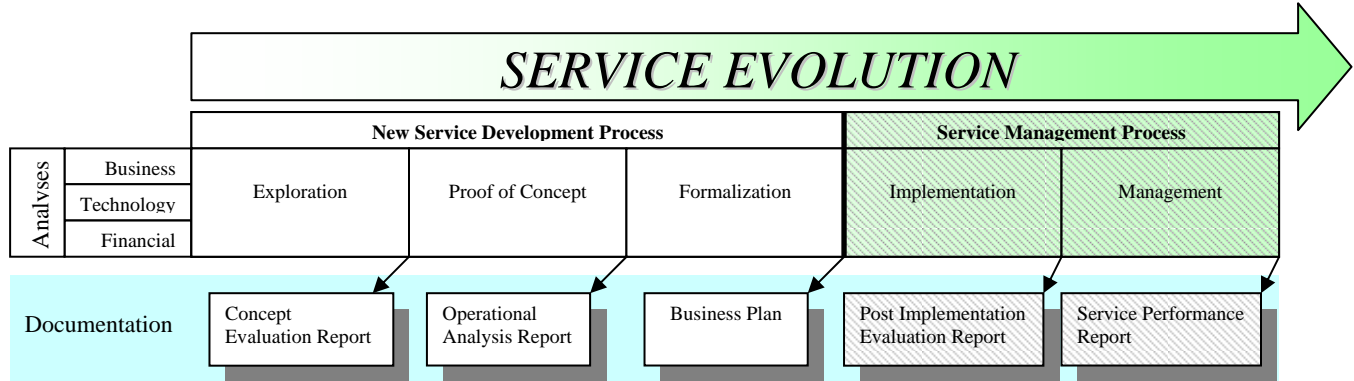 SERVICE EVOLUTION
New Service Development Process
Service Management Process
Analyses
Business
Technology
Financial
Exploration
Proof of Concept
Formalization
Implementation
Management
Documentation
Concept
Evaluation Report
Operational
Analysis Report
Business Plan
Post Implementation
Evaluation Report
Service Performance
Report